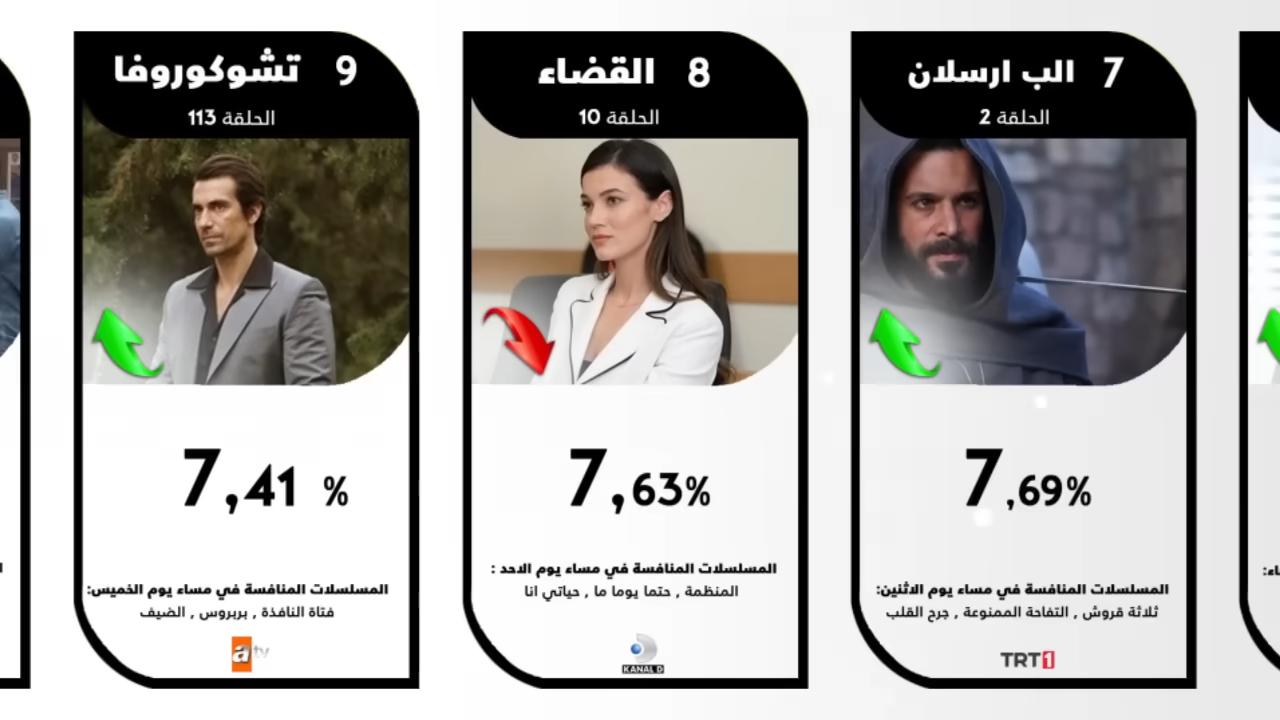 7 الب ارسلان
الحلقة 2
7,69%
المسلسلات المنافسة في مساء يوم الاثنين:
ثلاثة قروش , التفاحة الممنوعة , جرح القلب
TRT1
8 القضاء
الحلقة 10
7,63%
المسلسلات المنافسة في مساء يوم الاحد :
المنظمة , حتما يوما ما , حياتي انا
KANAL D
9 تشوكوروفا
الحلقة 113
7,41 %
المسلسلات المنافسة في مساء يوم الخميس:
فتاة النافذة , بربروس , الضيف
atv